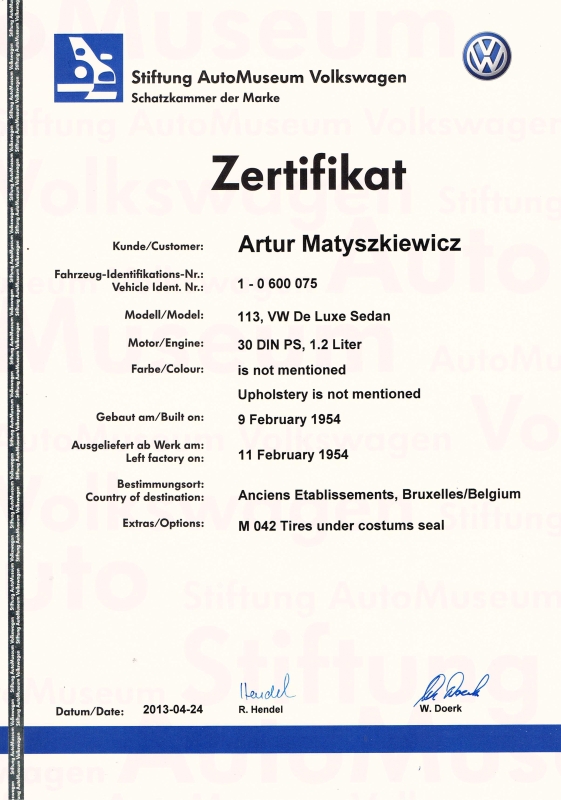 Stiftung AutoMuseum Volkswagen
Schatzkammer der Marke
Zertifikat
Kunde/Customer: Artur Matyszkiewicz
Fahrzeug-Identifikations-Nr.:
Vehicle Ident. Nr.: 1 - 0 600 075
Modell/Model: 113, VW De Luxe Sedan
Motor/Engine: 30 DIN PS, 1.2 Liter
Farbe/Colour: is not mentioned
Upholstery is not mentioned
Gebaut am/Built on: 9 February 1954
Ausgeliefert ab Werk am:
Left factory on: 11 February 1954
Bestimmungsort:
Country of destination: Anciens Etablissements, Bruxelles/Belgium
Extras/Options: M 042 Tires under costums seal
Hendel
Datum/Date: 2013-04-24 R. Hendel W. Doerk